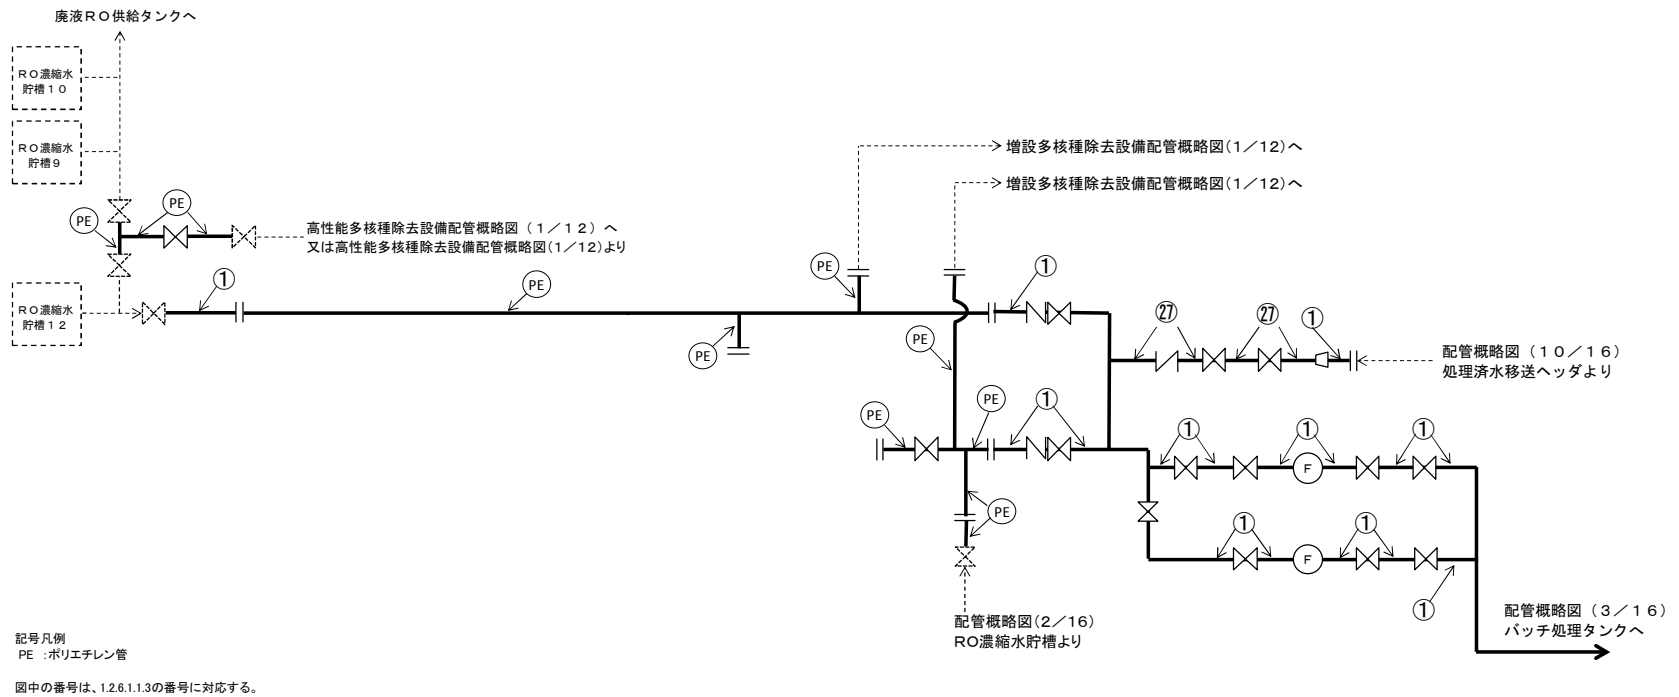 廃液RO供給タンクへ
RO濃縮水
貯槽10
RO濃縮水
貯槽9
PE
PE
高性能多核種除去設備配管概略図(1/12)へ
又は高性能多核種除去設備配管概略図(1/12)より
RO濃縮水
貯槽12
①
PE
PE
PE
増設多核種除去設備配管概略図(1/12)へ
増設多核種除去設備配管概略図(1/12)へ
①
PE
㉗
㉗
①
配管概略図(10/16)
処理済水移送ヘッダより
PE
PE
①
PE
①
①
①
F
①
①
F
①
配管概略図(2/16)
RO濃縮水貯槽より
配管概略図(3/16)
バッチ処理タンクへ
記号凡例
PE :ポリエチレン管
図中の番号は、1.2.6.1.1.3の番号に対応する。